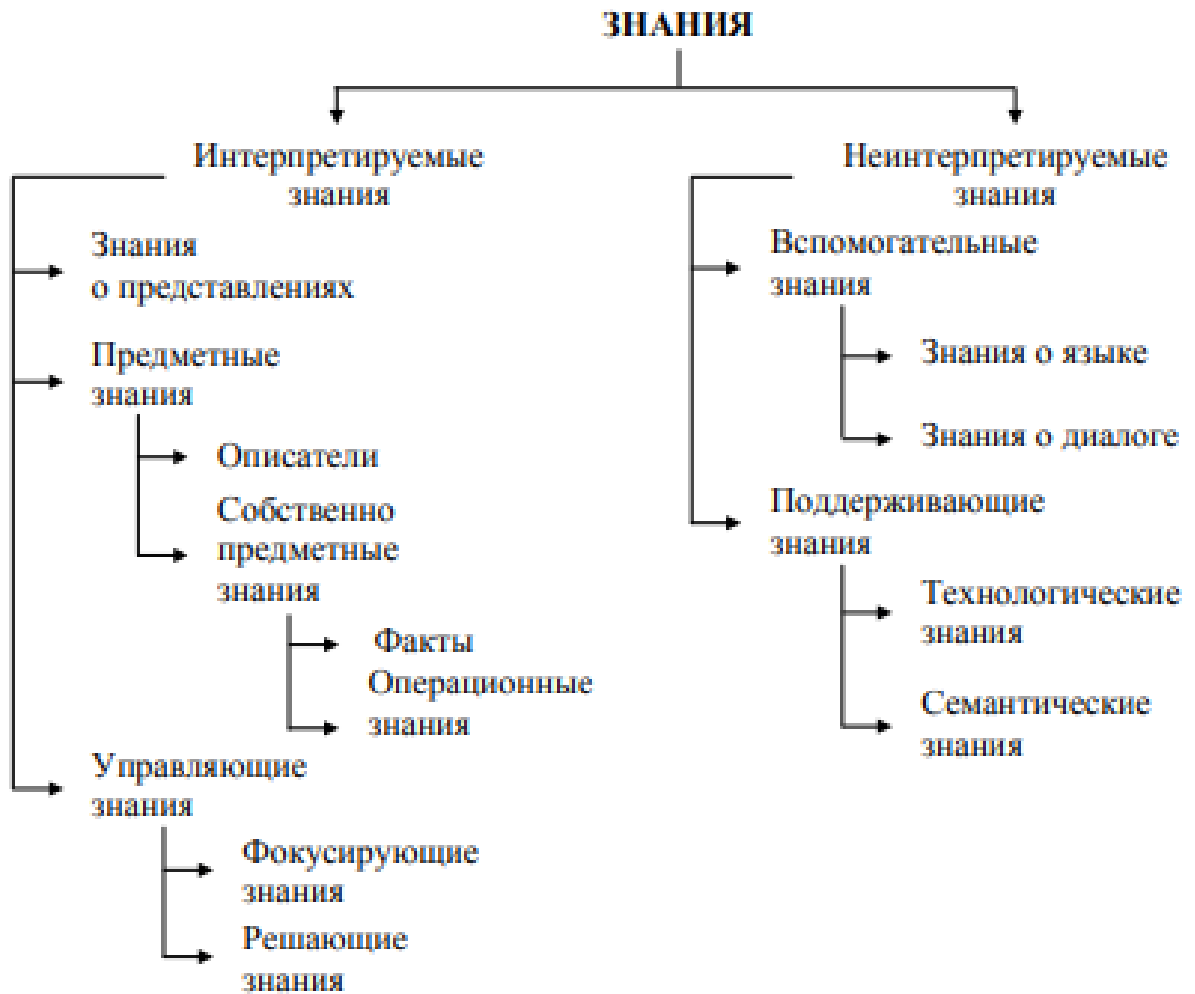 ЗНАНИЯ
Интерпретируемые
знания
Знания
о представлениях
Предметные
знания
Описатели
Собственно
предметные
знания
Факты
Операционные
знания
Управляющие
знания
Фокусирующие
знания
Решающие
знания
Неинтерпретируемые
знания
Вспомогательные
знания
Знания о языке
Знания о диалоге
Поддерживающие
знания
Технологические
знания
Семантические
знания